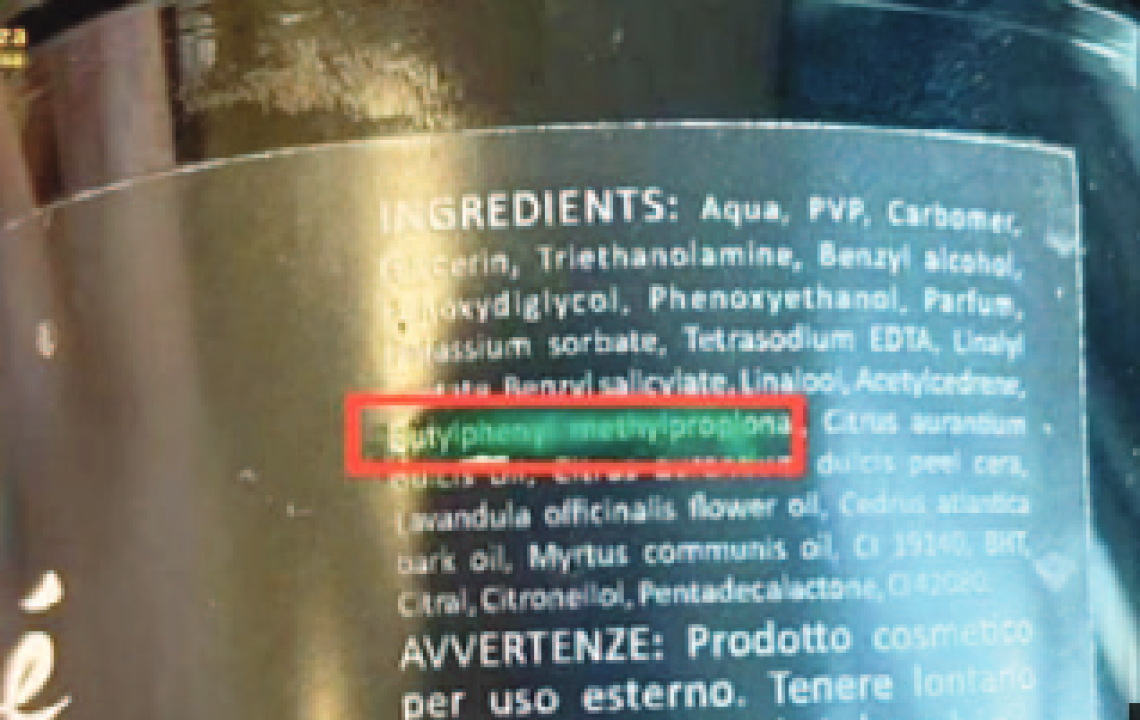 INGREDIENTS: Aqua, PVP, Carbomer,
Triethanolamine, Benzyl alcohol,
Phenoxyethanol, Parfum,
sorbate, Tetrasodium EDTA, Linalyl
Benzyl salicylate, Linalool, Acetylcedrene,
Butylphenyl methylpropiona, Citrus aurantium
dulcis peel cera,
Lavandula officinalis flower oil, Cedrus atlantica
bark oil, Myrtus communis oil, CI 19140, BHT,
Citral, Citronellol, Pentadecalactone, CI 42080.
AVVERTENZE: Prodotto cosmetico
per uso esterno. Tenere lontano